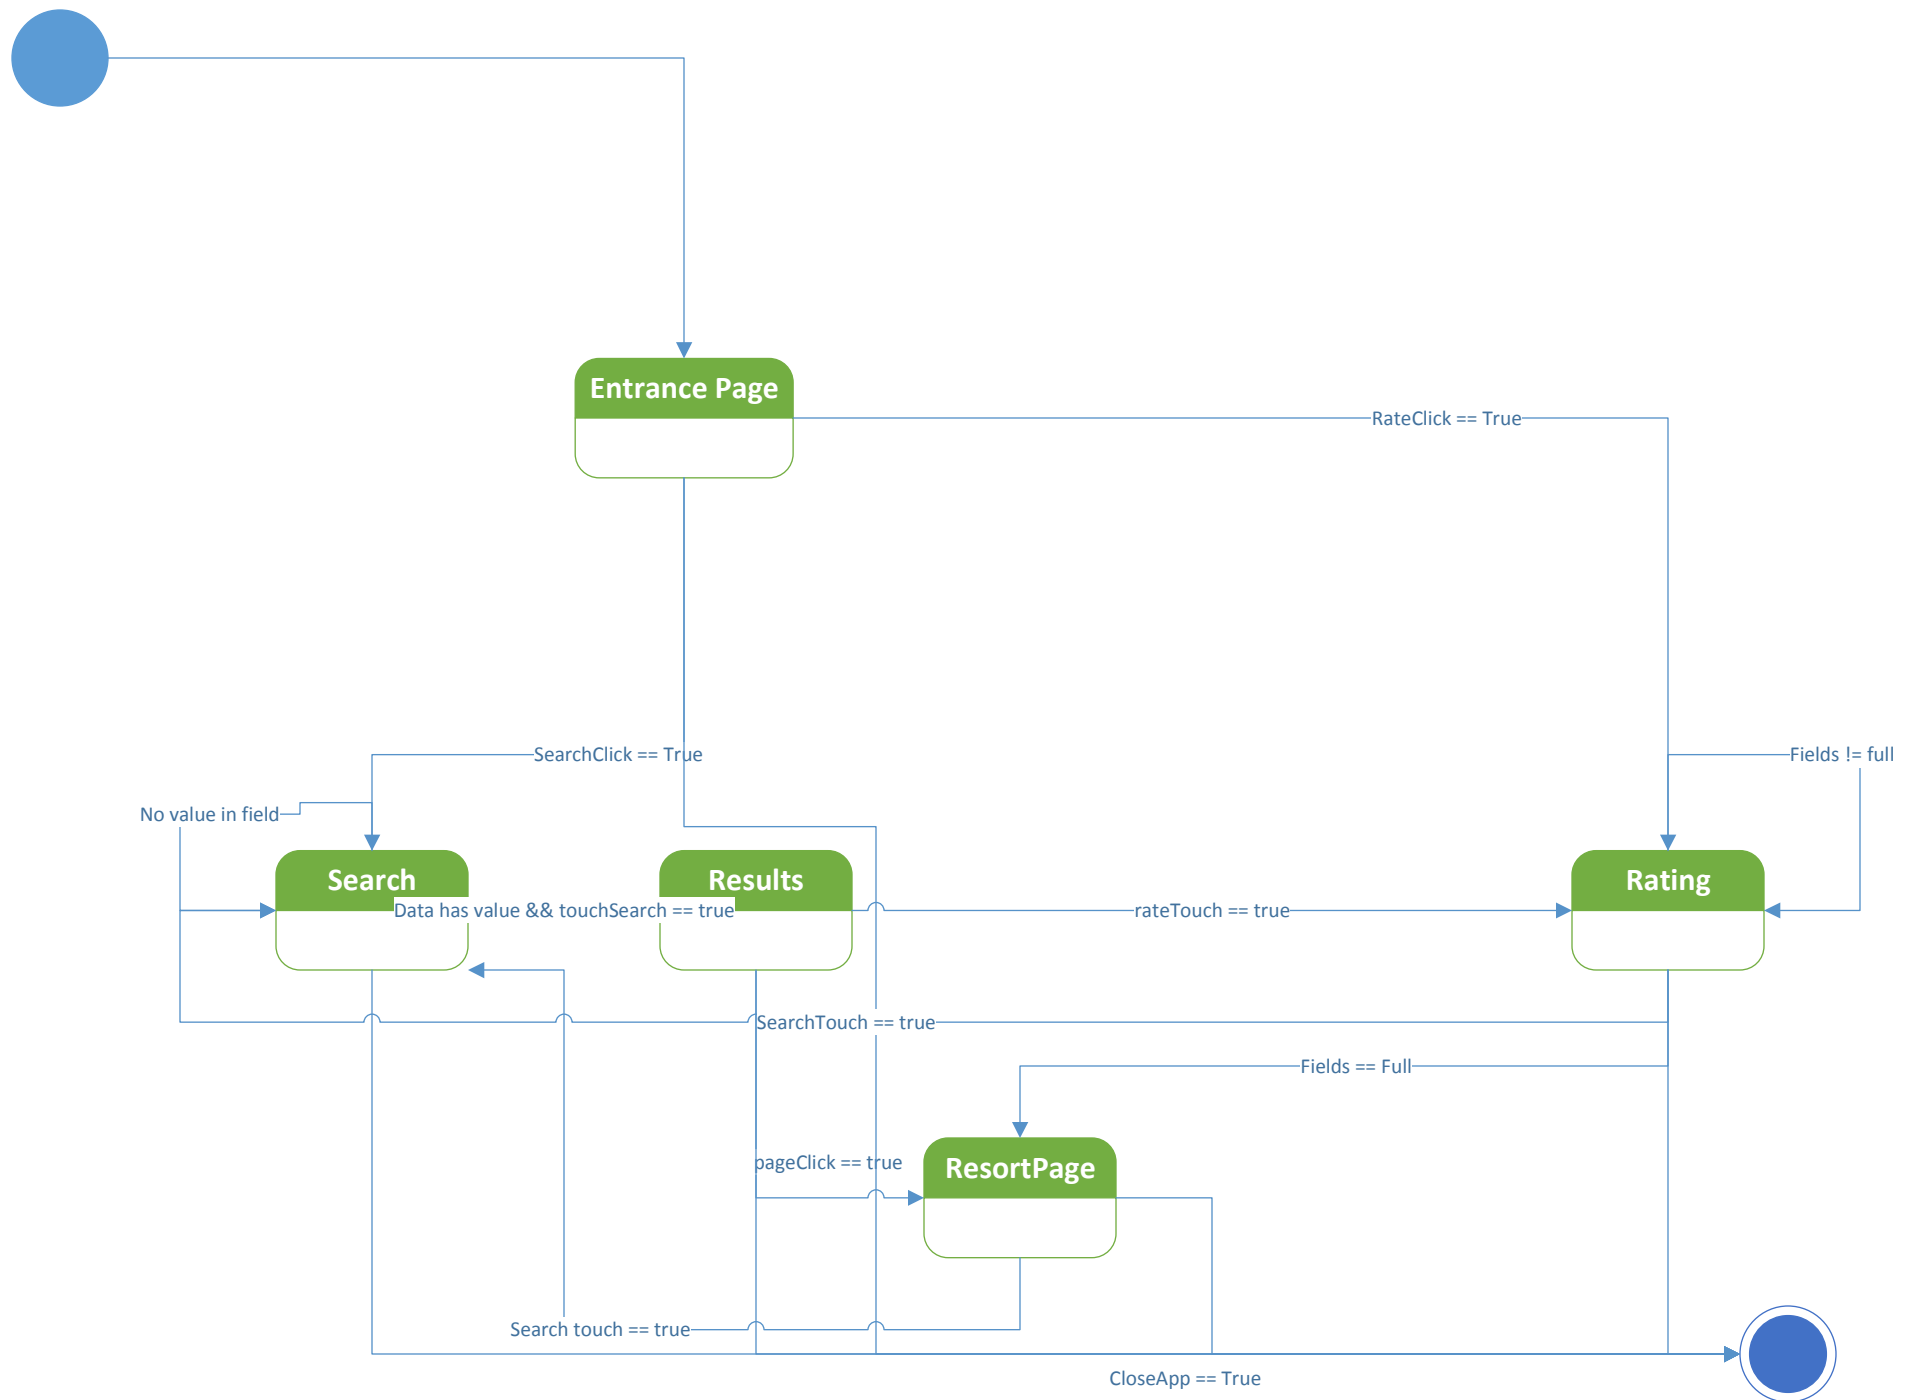 Entrance Page
RateClick == True
SearchClick == True
Fields != full
No value in field
Search
Results
Rating
Data has value && touchSearch == true
rateTouch == true
SearchTouch == true
Fields == Full
pageClick == true
ResortPage
Search touch == true
CloseApp == True